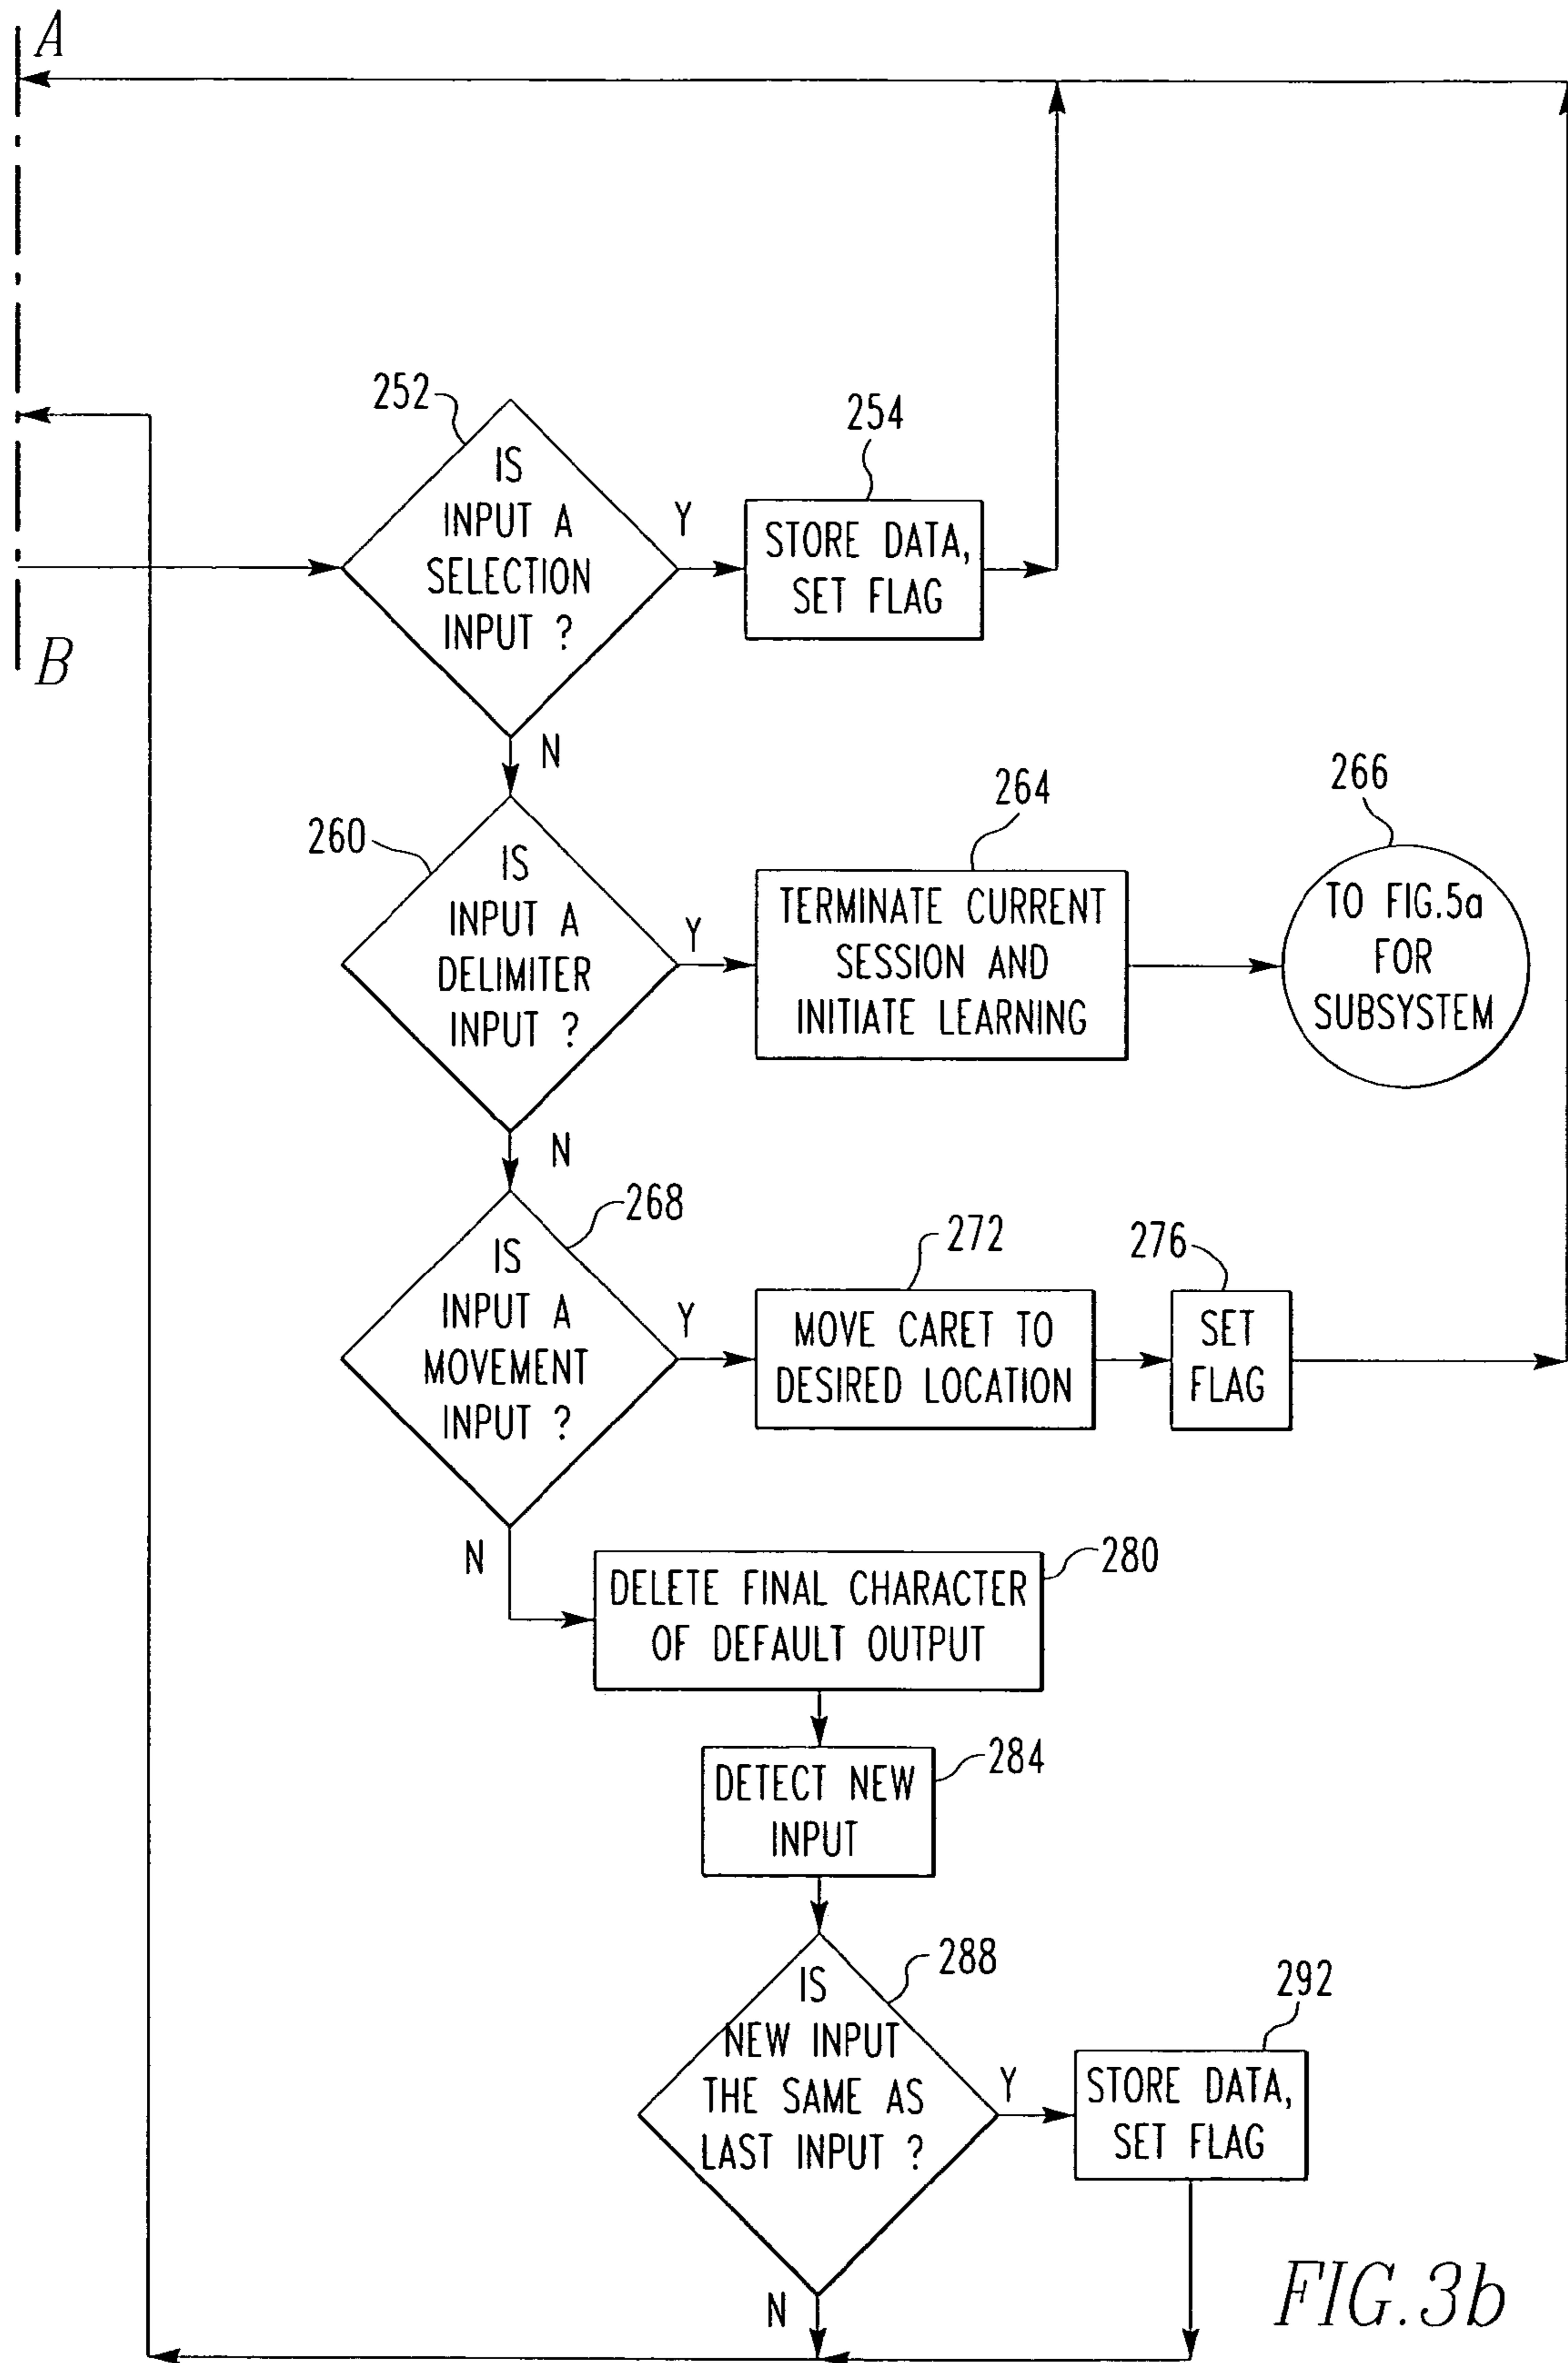 A
252
IS
INPUT A
SELECTION
INPUT ?
Y
254
STORE DATA,
SET FLAG
B
N
260
IS
INPUT A
DELIMITER
INPUT ?
Y
264
TERMINATE CURRENT
SESSION AND
INITIATE LEARNING
266
TO FIG.5a
FOR
SUBSYSTEM
N
268
IS
INPUT A
MOVEMENT
INPUT ?
Y
272
MOVE CARET TO
DESIRED LOCATION
276
SET
FLAG
N
280
DELETE FINAL CHARACTER
OF DEFAULT OUTPUT
284
DETECT NEW
INPUT
288
IS
NEW INPUT
THE SAME AS
LAST INPUT ?
Y
292
STORE DATA,
SET FLAG
N
FIG.3b